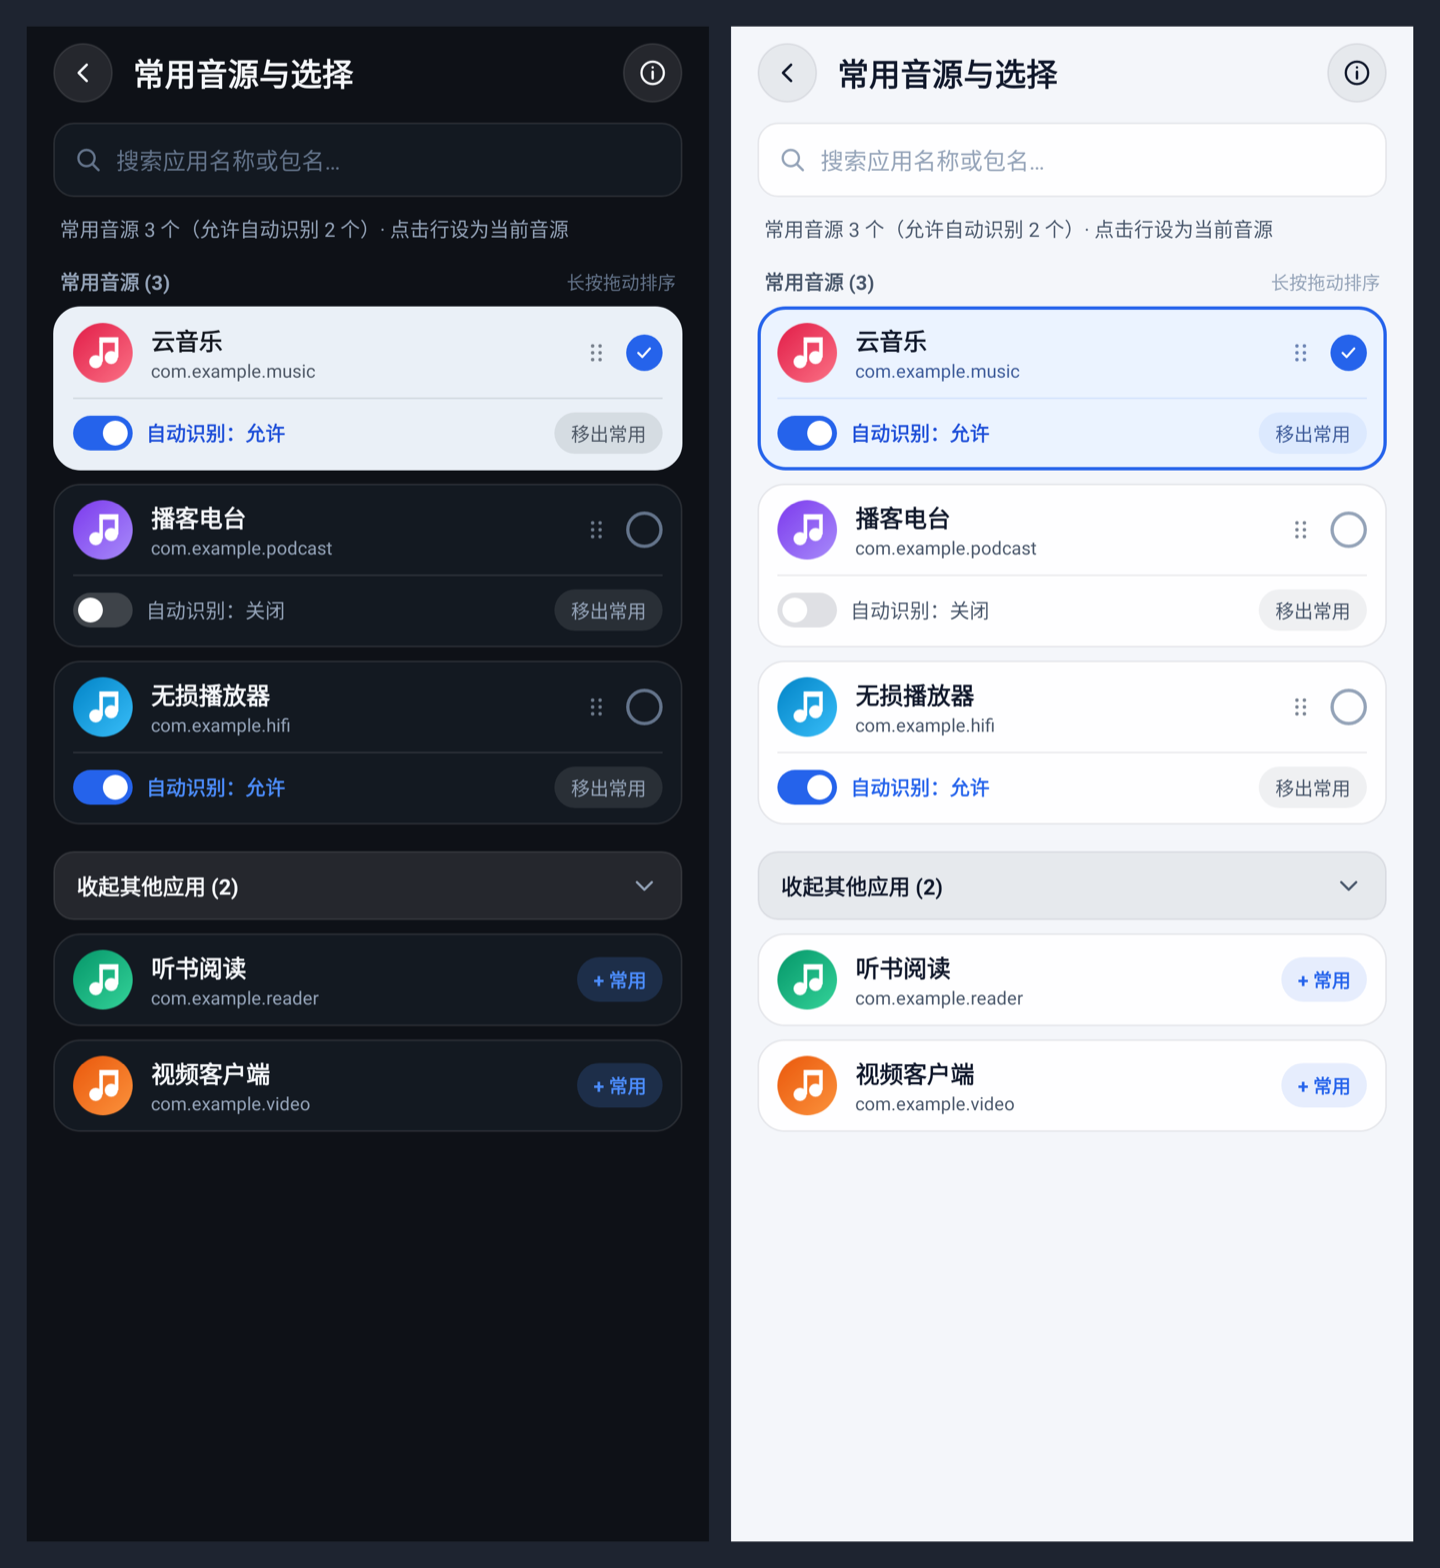 常用音源与选择
搜索应用名称或包名...
常用音源 3 个（允许自动识别 2 个）· 点击行设为当前音源
常用音源 (3)
长按拖动排序
云音乐
com.example.music
自动识别：允许
移出常用
播客电台
com.example.podcast
自动识别：关闭
移出常用
无损播放器
com.example.hifi
自动识别：允许
移出常用
收起其他应用 (2)
听书阅读
com.example.reader
+ 常用
视频客户端
com.example.video
+ 常用
常用音源与选择
搜索应用名称或包名...
常用音源 3 个（允许自动识别 2 个）· 点击行设为当前音源
常用音源 (3)
长按拖动排序
云音乐
com.example.music
自动识别：允许
移出常用
播客电台
com.example.podcast
自动识别：关闭
移出常用
无损播放器
com.example.hifi
自动识别：允许
移出常用
收起其他应用 (2)
听书阅读
com.example.reader
+ 常用
视频客户端
com.example.video
+ 常用